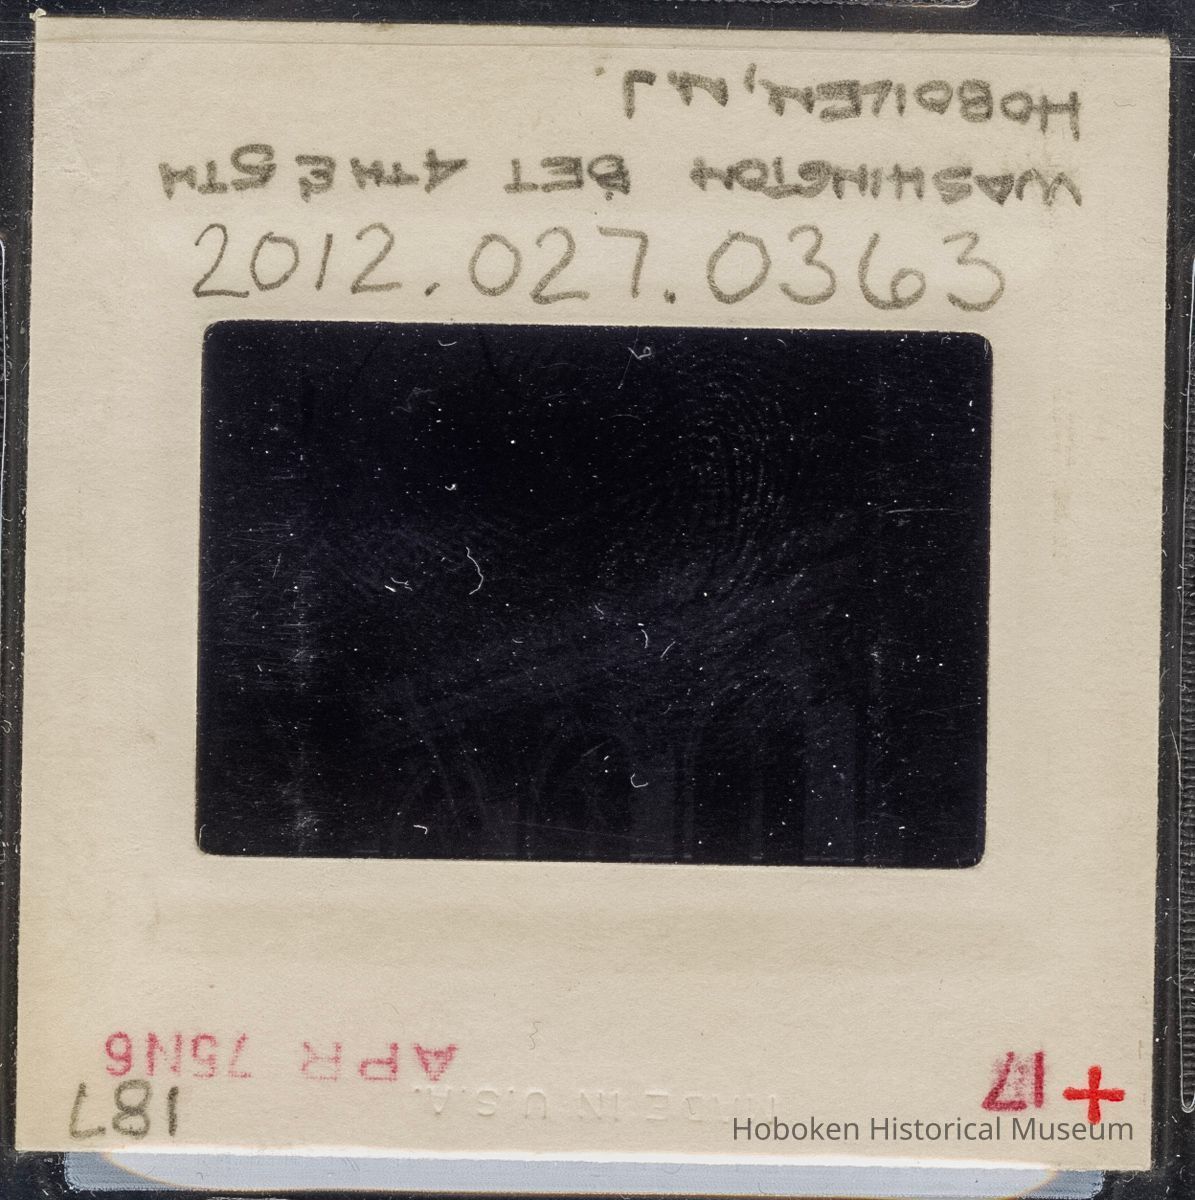 17
MADE IN U.S.A.
187
APR 75N6
WASHINGTON BET 4TH & 5TH
HOBOKEN, N.J.
2012.027.0363
Hoboken Historical Museum